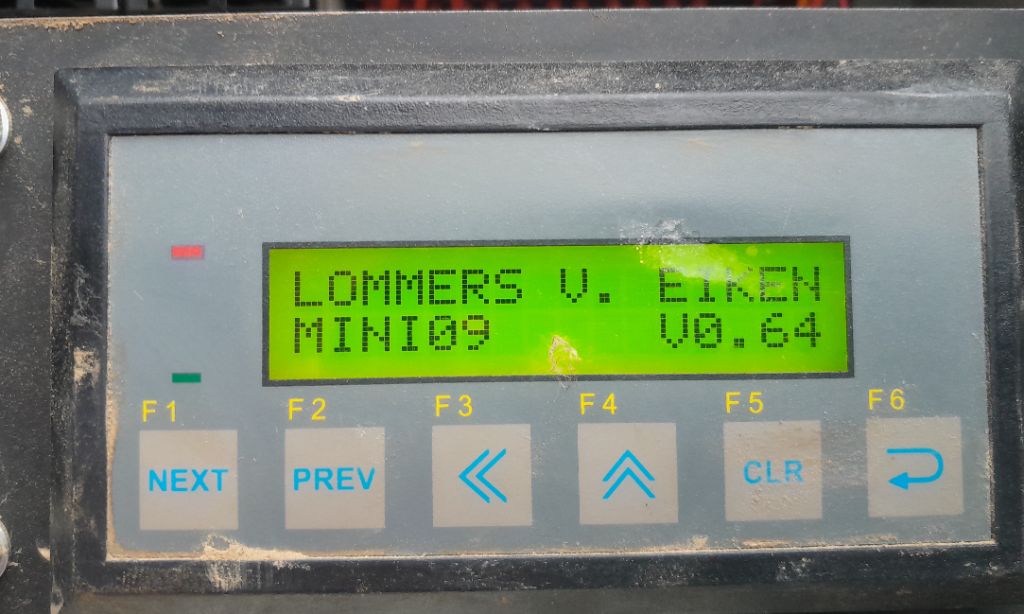 LOMMERS V. EIKEN
MINI09 V0.64
F1 F2 F3 F4 F5 F6
NEXT PREV CLR